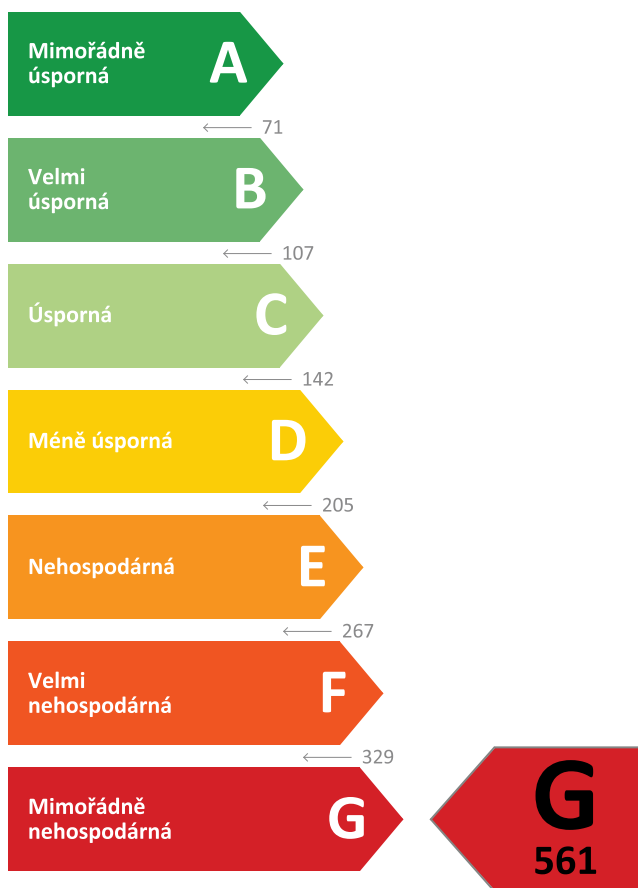 Mimořádně
úsporná
A
71
Velmi
úsporná
B
107
Úsporná
C
142
Méně úsporná
D
205
Nehospodárná
E
267
Velmi
nehospodárná
F
329
Mimořádně
nehospodárná
G
G
561